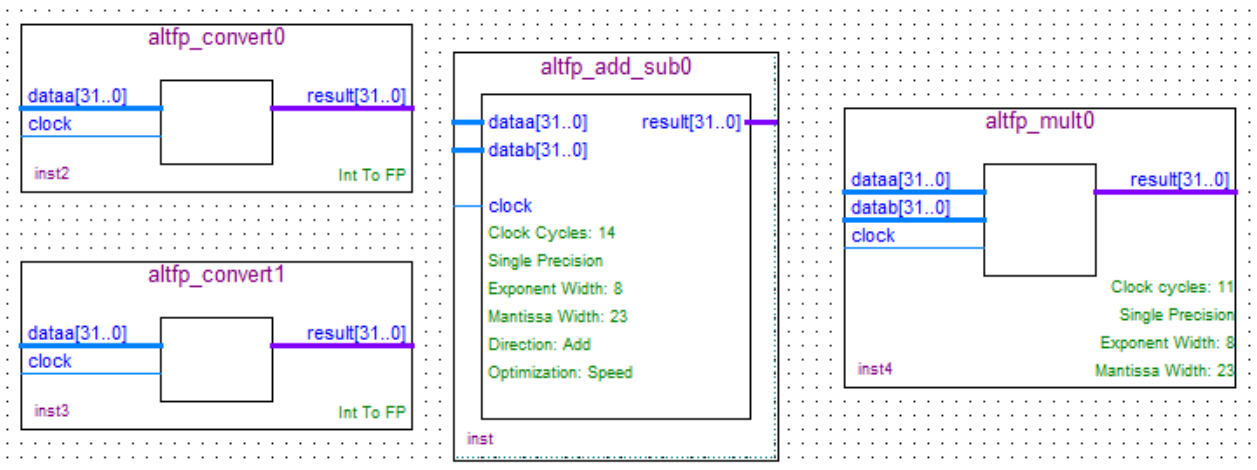 altfp_convert0
dataa[31..0] result[31..0]
clock
inst2 Int To FP
altfp_convert1
dataa[31..0] result[31..0]
clock
inst3 Int To FP
altfp_add_sub0
dataa[31..0] result[31..0]
datab[31..0]
clock
Clock Cycles: 14
Single Precision
Exponent Width: 8
Mantissa Width: 23
Direction: Add
Optimization: Speed
inst
altfp_mult0
dataa[31..0] result[31..0]
datab[31..0]
clock
Clock cycles: 11
Single Precision
Exponent Width: 8
inst4 Mantissa Width: 23